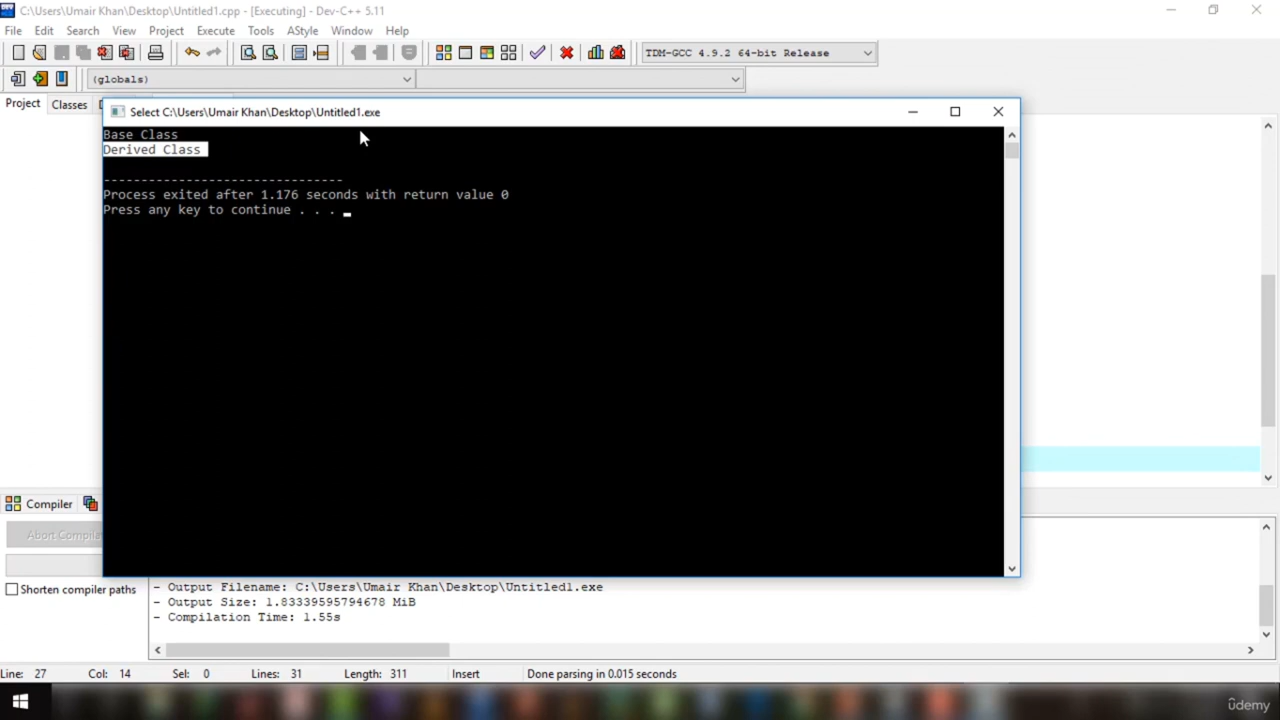 C:\Users\Umair Khan\Desktop\Untitled1.cpp - [Executing] - Dev-C++ 5.11
File Edit Search View Project Execute Tools AStyle Window Help
TDM-GCC 4.9.2 64-bit Release
(globals)
Project Classes
Select C:\Users\Umair Khan\Desktop\Untitled1.exe
Base Class
Derived Class
--------------------------------
Process exited after 1.176 seconds with return value 0
Press any key to continue . . .
Compiler
Abort Compila
Shorten compiler paths
- Output Filename: C:\Users\Umair Khan\Desktop\Untitled1.exe
- Output Size: 1.83339595794678 MiB
- Compilation Time: 1.55s
Line: 27 Col: 14 Sel: 0 Lines: 31 Length: 311 Insert Done parsing in 0.015 seconds
ûdemy